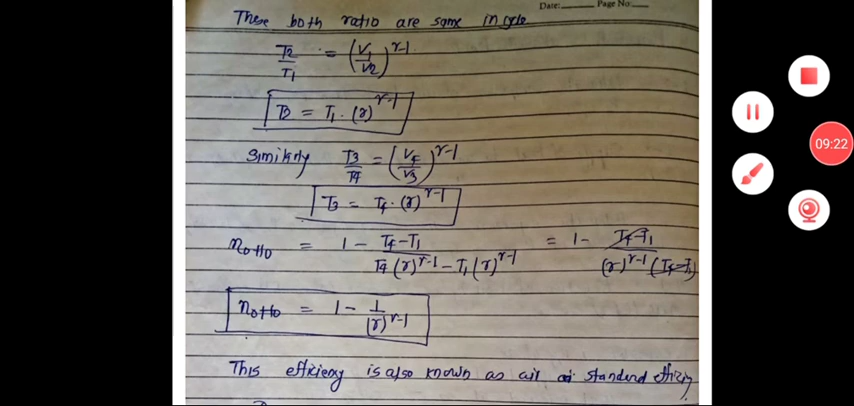 Date: Page No:
These both ratio are same in cycle
T2/T1 = (V1/V2)^γ-1
T2 = T1 . (r)^γ-1
Similarly T3/T4 = (V4/V3)^γ-1
T3 = T4 . (r)^γ-1
ηotto = 1 - T4-T1/T4(r)^γ-1 - T1(r)^γ-1 = 1 - T4-T1/(r)^γ-1 (T4-T1)
ηotto = 1 - 1/(r)^γ-1
This efficiency is also known as air standard
09:22